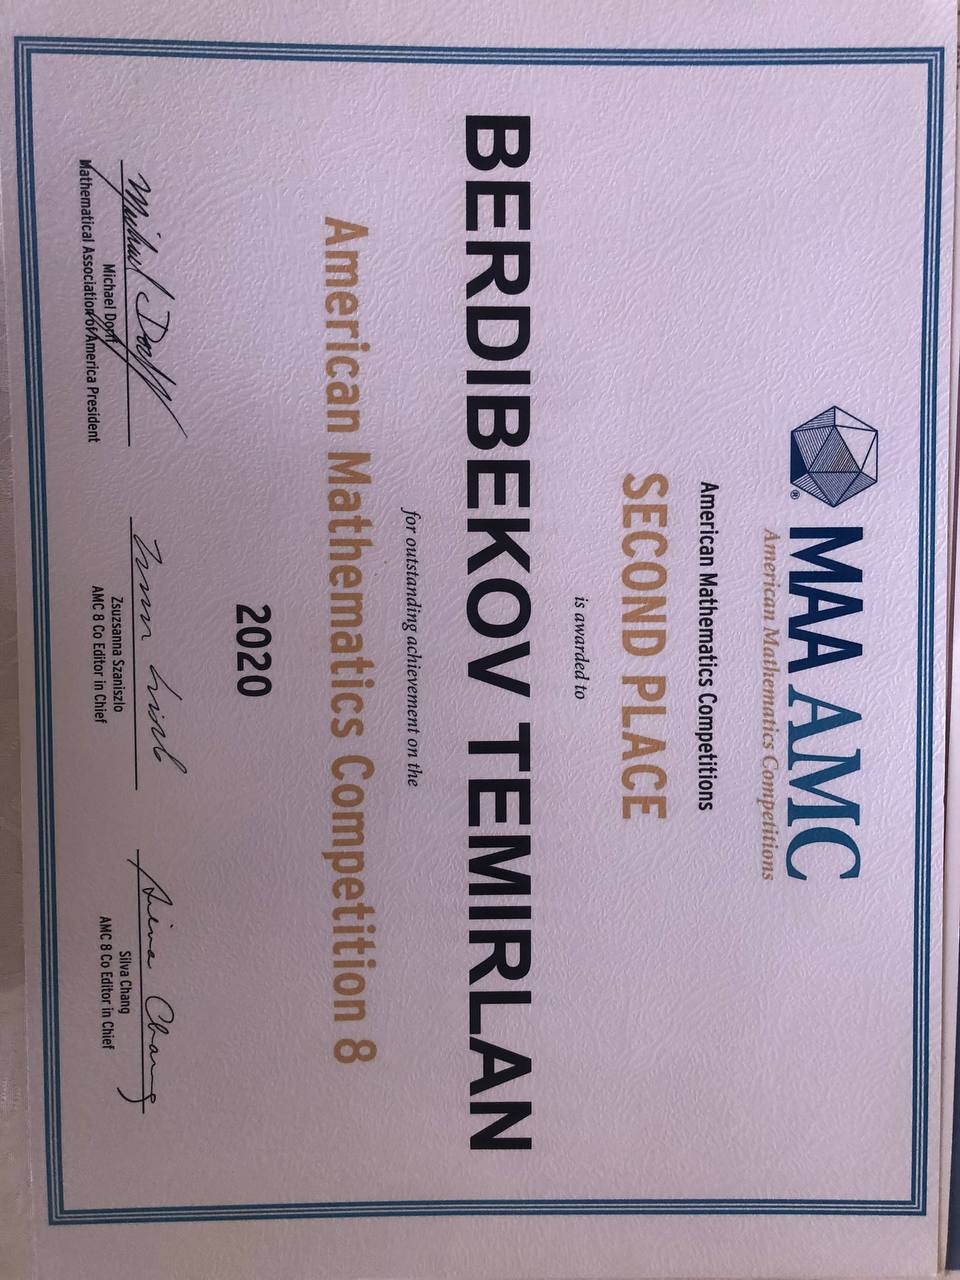 MAA AMC
American Mathematics Competitions
American Mathematics Competitions
SECOND PLACE
is awarded to
BERDIBEKOV TEMIRLAN
for outstanding achievement on the
American Mathematics Competition 8
2020
Michael Dorff
Michael Dorff
Mathematical Association of America President
Zsuzsanna Szaniszlo
AMC 8 Co Editor in Chief
Silva Chang
Silva Chang
AMC 8 Co Editor in Chief